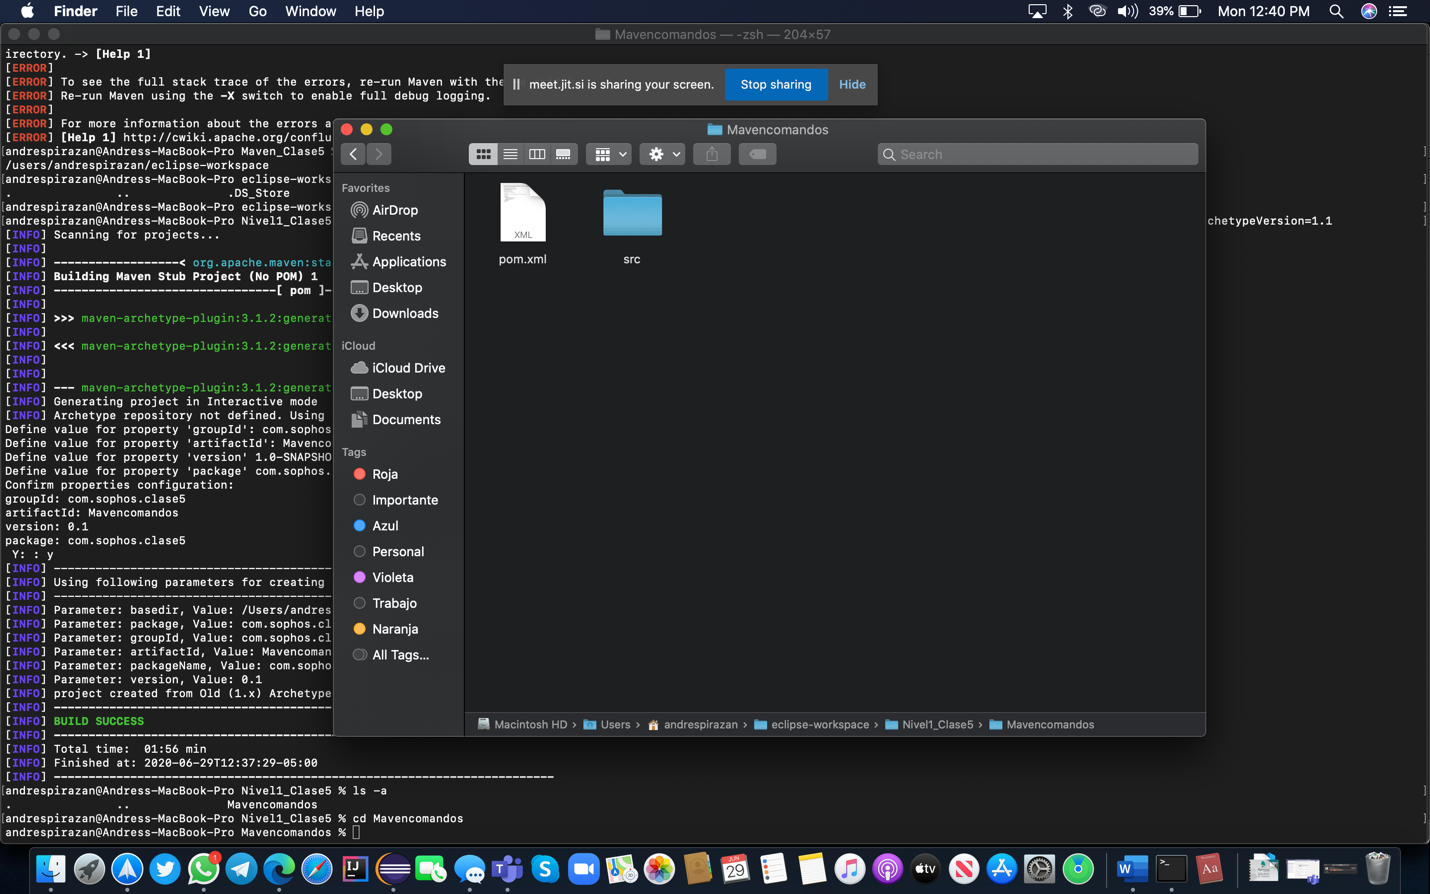 Finder File Edit View Go Window Help 39% Mon 12:40 PM
Mavencomandos — -zsh — 204×57
irectory. -> [Help 1]
[ERROR]
[ERROR] To see the full stack trace of the errors, re-run Maven with the
[ERROR] Re-run Maven using the -X switch to enable full debug logging.
[ERROR]
[ERROR] For more information about the errors a
[ERROR] [Help 1] http://cwiki.apache.org/conflu
[andrespirazan@Andress-MacBook-Pro Maven_Clase5
/users/andrespirazan/eclipse-workspace
[andrespirazan@Andress-MacBook-Pro eclipse-works
. .. .DS_Store
[andrespirazan@Andress-MacBook-Pro eclipse-works
[andrespirazan@Andress-MacBook-Pro Nivel1_Clase5 chetypeVersion=1.1
[INFO] Scanning for projects...
[INFO]
[INFO] ------------------< org.apache.maven:sta
[INFO] Building Maven Stub Project (No POM) 1
[INFO] --------------------------------[ pom ]-
[INFO]
[INFO] >>> maven-archetype-plugin:3.1.2:generat
[INFO]
[INFO] <<< maven-archetype-plugin:3.1.2:generat
[INFO]
[INFO]
[INFO] --- maven-archetype-plugin:3.1.2:generat
[INFO] Generating project in Interactive mode
[INFO] Archetype repository not defined. Using
Define value for property 'groupId': com.sophos
Define value for property 'artifactId': Mavenco
Define value for property 'version' 1.0-SNAPSHO
Define value for property 'package' com.sophos.
Confirm properties configuration:
groupId: com.sophos.clase5
artifactId: Mavencomandos
version: 0.1
package: com.sophos.clase5
Y: : y
[INFO] ----------------------------------------
[INFO] Using following parameters for creating
[INFO] ----------------------------------------
[INFO] Parameter: basedir, Value: /Users/andres
[INFO] Parameter: package, Value: com.sophos.cl
[INFO] Parameter: groupId, Value: com.sophos.cl
[INFO] Parameter: artifactId, Value: Mavencoman
[INFO] Parameter: packageName, Value: com.sopho
[INFO] Parameter: version, Value: 0.1
[INFO] project created from Old (1.x) Archetype
[INFO] ----------------------------------------
[INFO] BUILD SUCCESS
[INFO] ----------------------------------------
[INFO] Total time:  01:56 min
[INFO] Finished at: 2020-06-29T12:37:29-05:00
[INFO] ------------------------------------------------------------------------
[andrespirazan@Andress-MacBook-Pro Nivel1_Clase5 % ls -a
. .. Mavencomandos
[andrespirazan@Andress-MacBook-Pro Nivel1_Clase5 % cd Mavencomandos
andrespirazan@Andress-MacBook-Pro Mavencomandos %
meet.jit.si is sharing your screen. Stop sharing Hide
Mavencomandos
Search
Favorites
AirDrop
Recents
Applications
Desktop
Downloads
iCloud
iCloud Drive
Desktop
Documents
Tags
Roja
Importante
Azul
Personal
Violeta
Trabajo
Naranja
All Tags...
XML
pom.xml src
Macintosh HD › Users › andrespirazan › eclipse-workspace › Nivel1_Clase5 › Mavencomandos
1
IJ
JUN
29
tv
W
>_
Aa